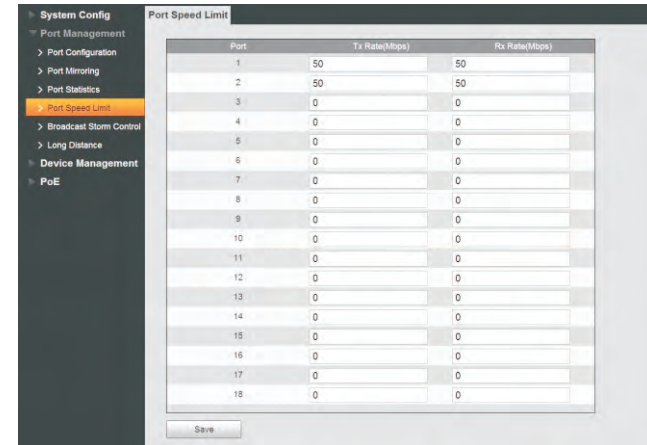 System Config
Port Management
Port Configuration
Port Mirroring
Port Statistics
Port Speed Limit
Broadcast Storm Control
Long Distance
Device Management
PoE
Port Speed Limit
Port Tx Rate(Mbps) Rx Rate(Mbps)
1 50 50
2 50 50
3 0 0
4 0 0
5 0 0
6 0 0
7 0 0
8 0 0
9 0 0
10 0 0
11 0 0
12 0 0
13 0 0
14 0 0
15 0 0
16 0 0
17 0 0
18 0 0
Save